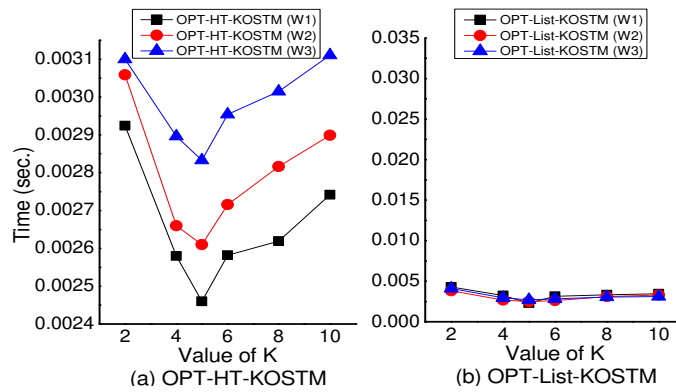 OPT-HT-KOSTM (W1)
OPT-HT-KOSTM (W2)
OPT-HT-KOSTM (W3)
0.0031
0.0030
0.0029
0.0028
0.0027
0.0026
0.0025
0.0024
Time (sec.)
2 4 6 8 10
Value of K
(a) OPT-HT-KOSTM
OPT-List-KOSTM (W1)
OPT-List-KOSTM (W2)
OPT-List-KOSTM (W3)
0.035
0.030
0.025
0.020
0.015
0.010
0.005
0.000
2 4 6 8 10
Value of K
(b) OPT-List-KOSTM